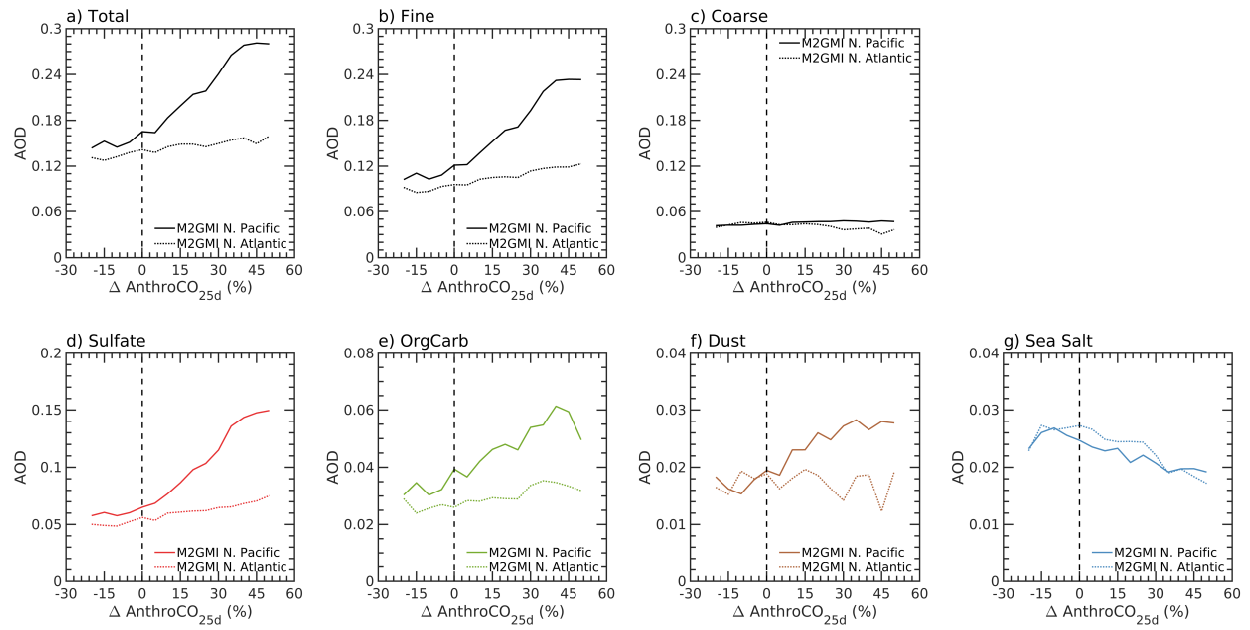 a) Total
0.3
0.24
0.18
0.12
0.06
0
AOD
M2GMI N. Pacific
M2GMI N. Atlantic
-30 -15 0 15 30 45 60
Δ AnthroCO25d (%)
b) Fine
0.3
0.24
0.18
0.12
0.06
0
AOD
M2GMI N. Pacific
M2GMI N. Atlantic
-30 -15 0 15 30 45 60
Δ AnthroCO25d (%)
c) Coarse
0.3
0.24
0.18
0.12
0.06
0
AOD
M2GMI N. Pacific
M2GMI N. Atlantic
-30 -15 0 15 30 45 60
Δ AnthroCO25d (%)
d) Sulfate
0.2
0.15
0.1
0.05
0
AOD
M2GMI N. Pacific
M2GMI N. Atlantic
-30 -15 0 15 30 45 60
Δ AnthroCO25d (%)
e) OrgCarb
0.08
0.06
0.04
0.02
0
AOD
M2GMI N. Pacific
M2GMI N. Atlantic
-30 -15 0 15 30 45 60
Δ AnthroCO25d (%)
f) Dust
0.04
0.03
0.02
0.01
0
AOD
M2GMI N. Pacific
M2GMI N. Atlantic
-30 -15 0 15 30 45 60
Δ AnthroCO25d (%)
g) Sea Salt
0.04
0.03
0.02
0.01
0
AOD
M2GMI N. Pacific
M2GMI N. Atlantic
-30 -15 0 15 30 45 60
Δ AnthroCO25d (%)